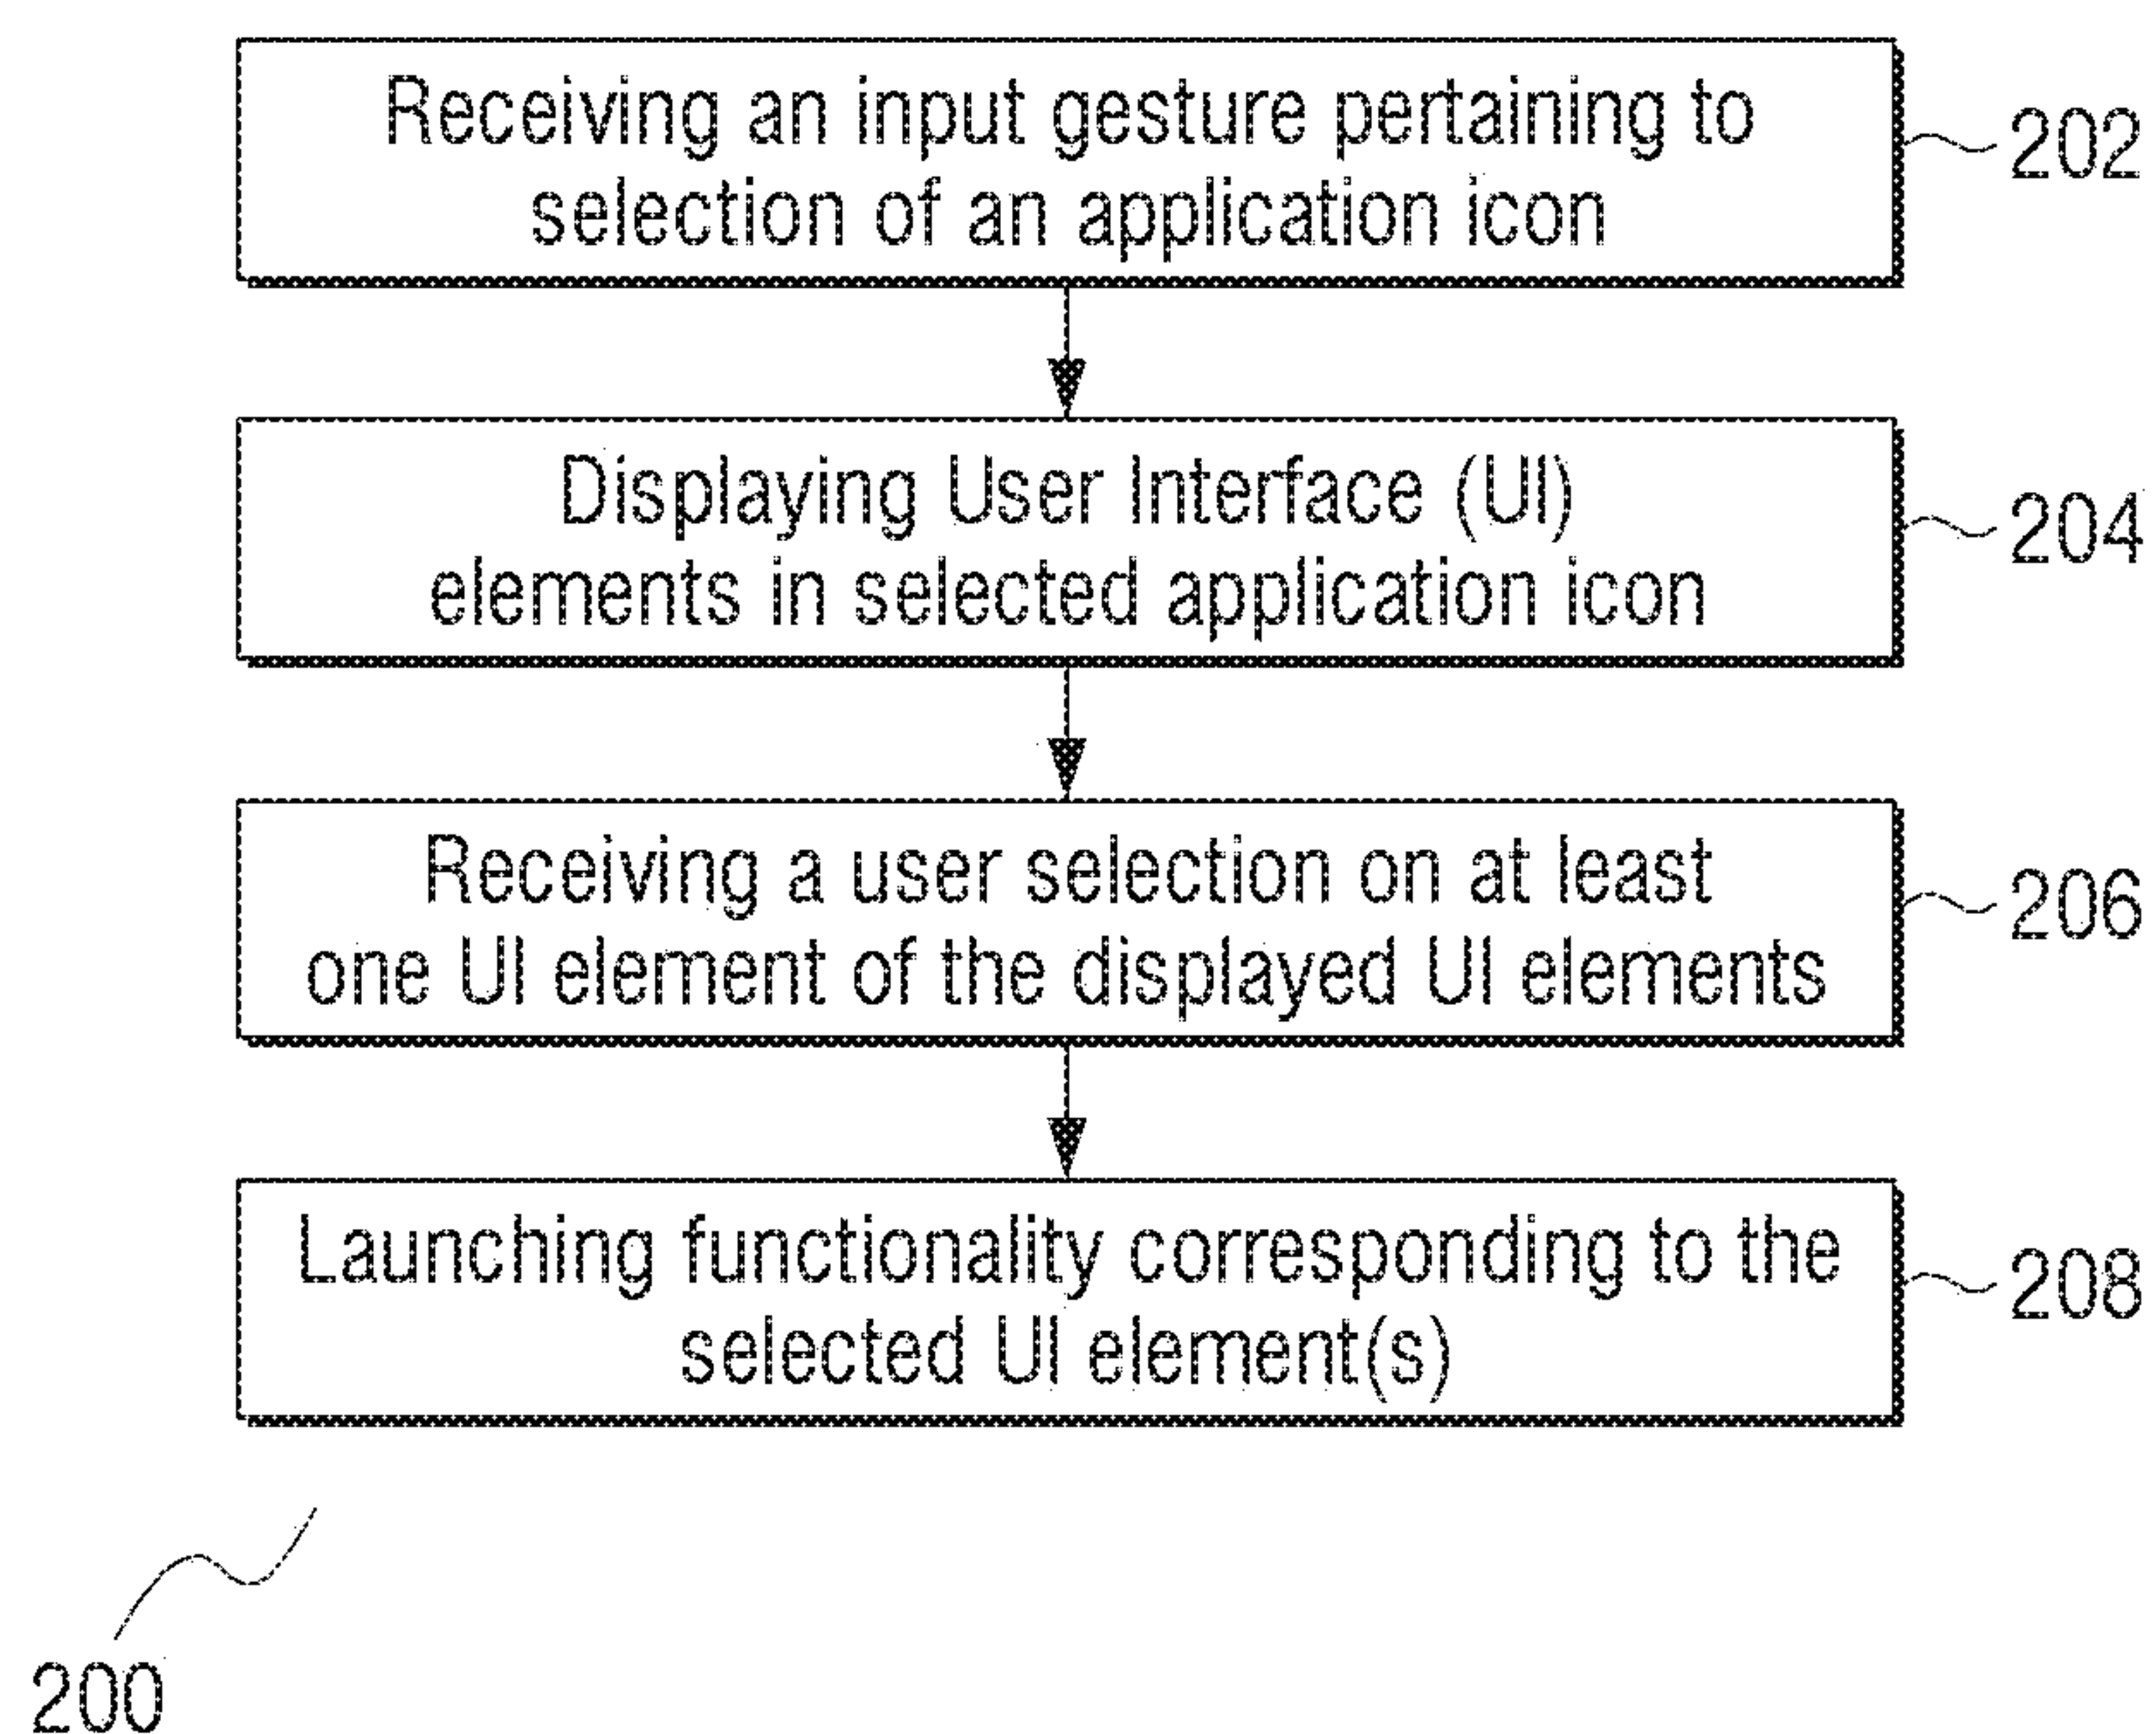 Receiving an input gesture pertaining to
selection of an application icon
202
Displaying User Interface (UI)
elements in selected application icon
204
Receiving a user selection on at least
one UI element of the displayed UI elements
206
Launching functionality corresponding to the
selected UI element(s)
208
200